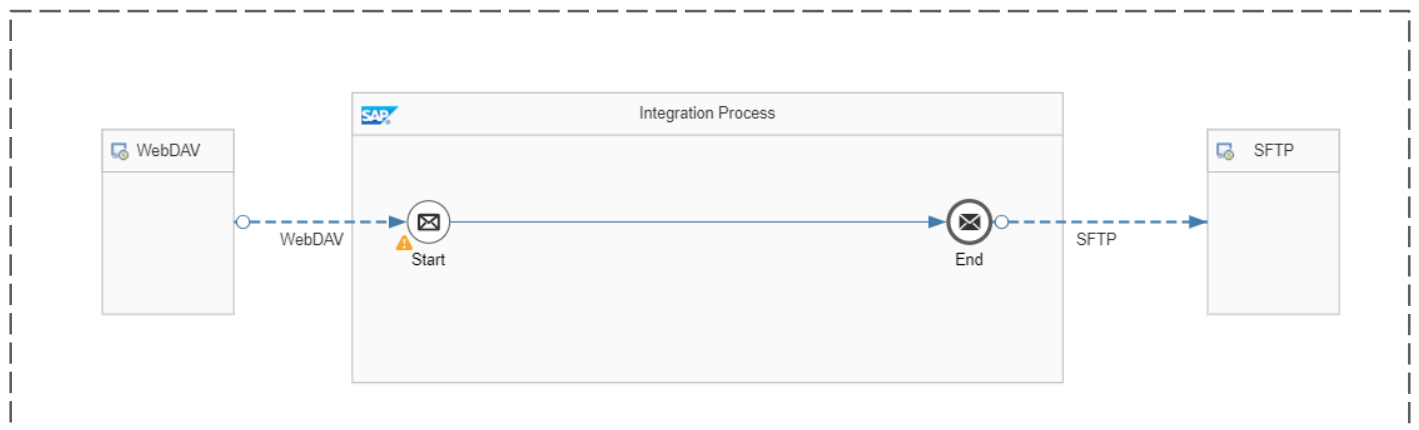 SAP
Integration Process
WebDAV
SFTP
WebDAV
Start
End
SFTP